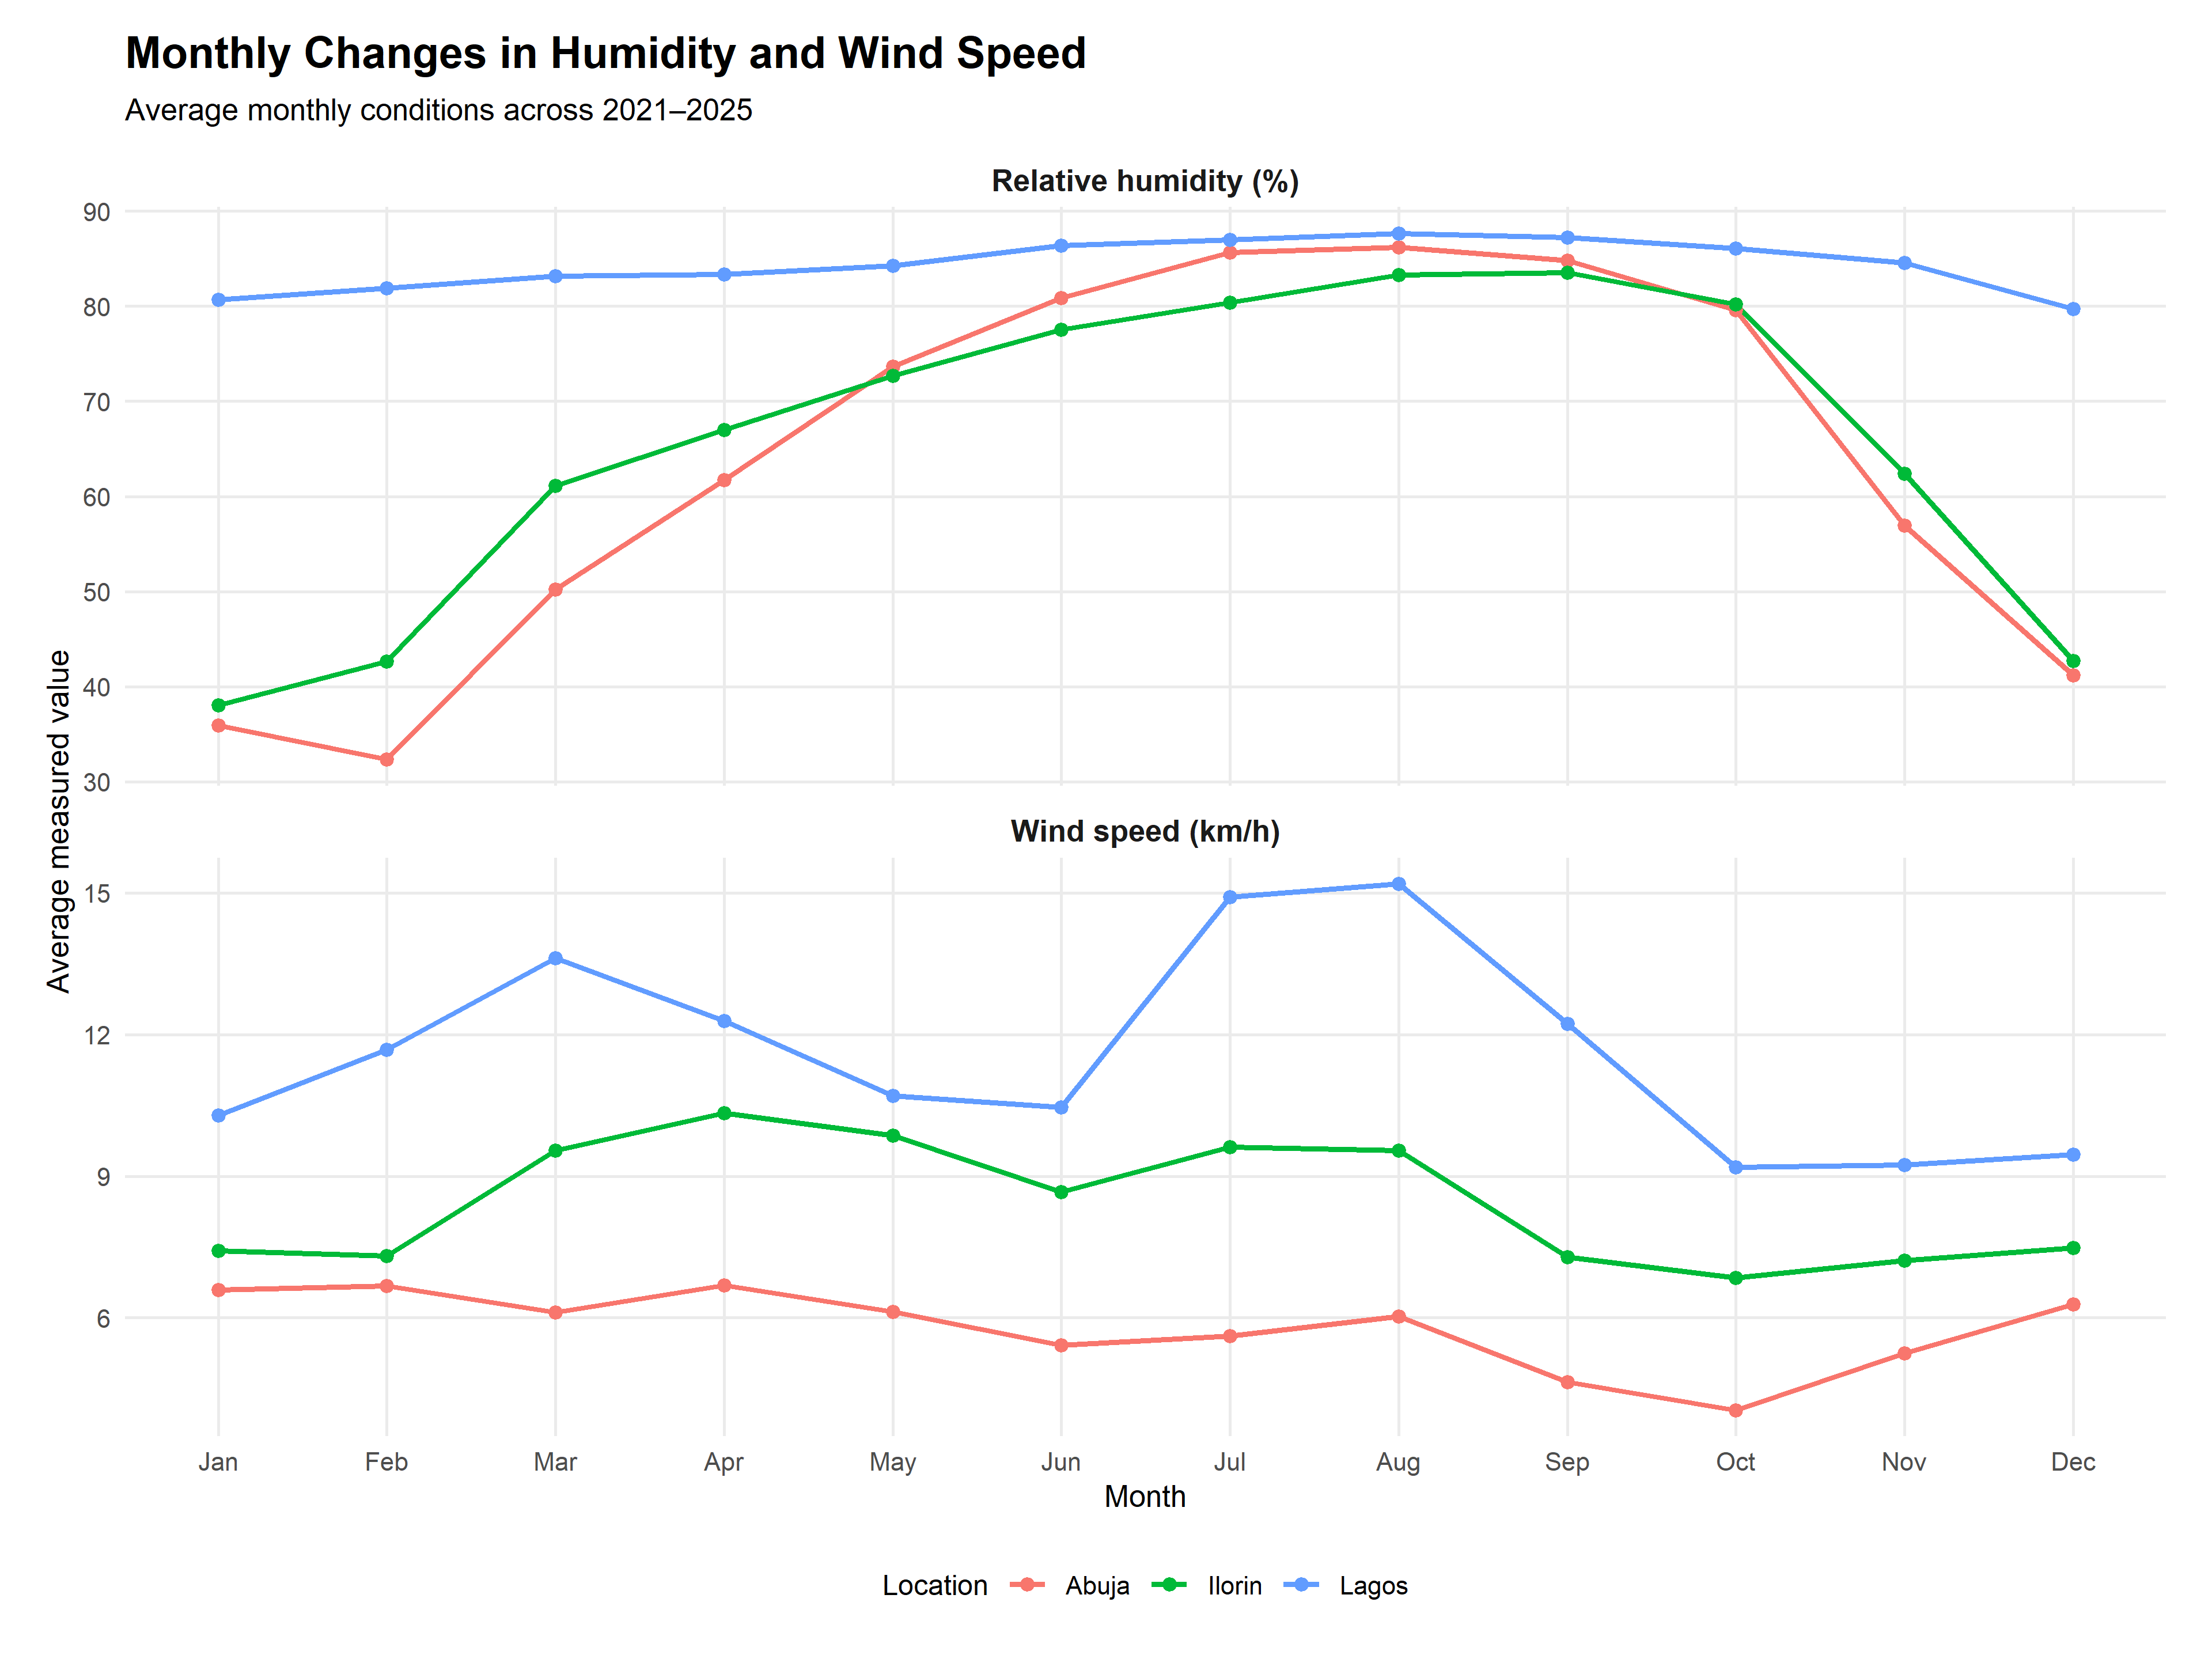 Monthly Changes in Humidity and Wind Speed
Average monthly conditions across 2021–2025
Relative humidity (%)
90
80
70
60
50
40
30
Average measured value
Wind speed (km/h)
15
12
9
6
Jan Feb Mar Apr May Jun Jul Aug Sep Oct Nov Dec
Month
Location Abuja Ilorin Lagos